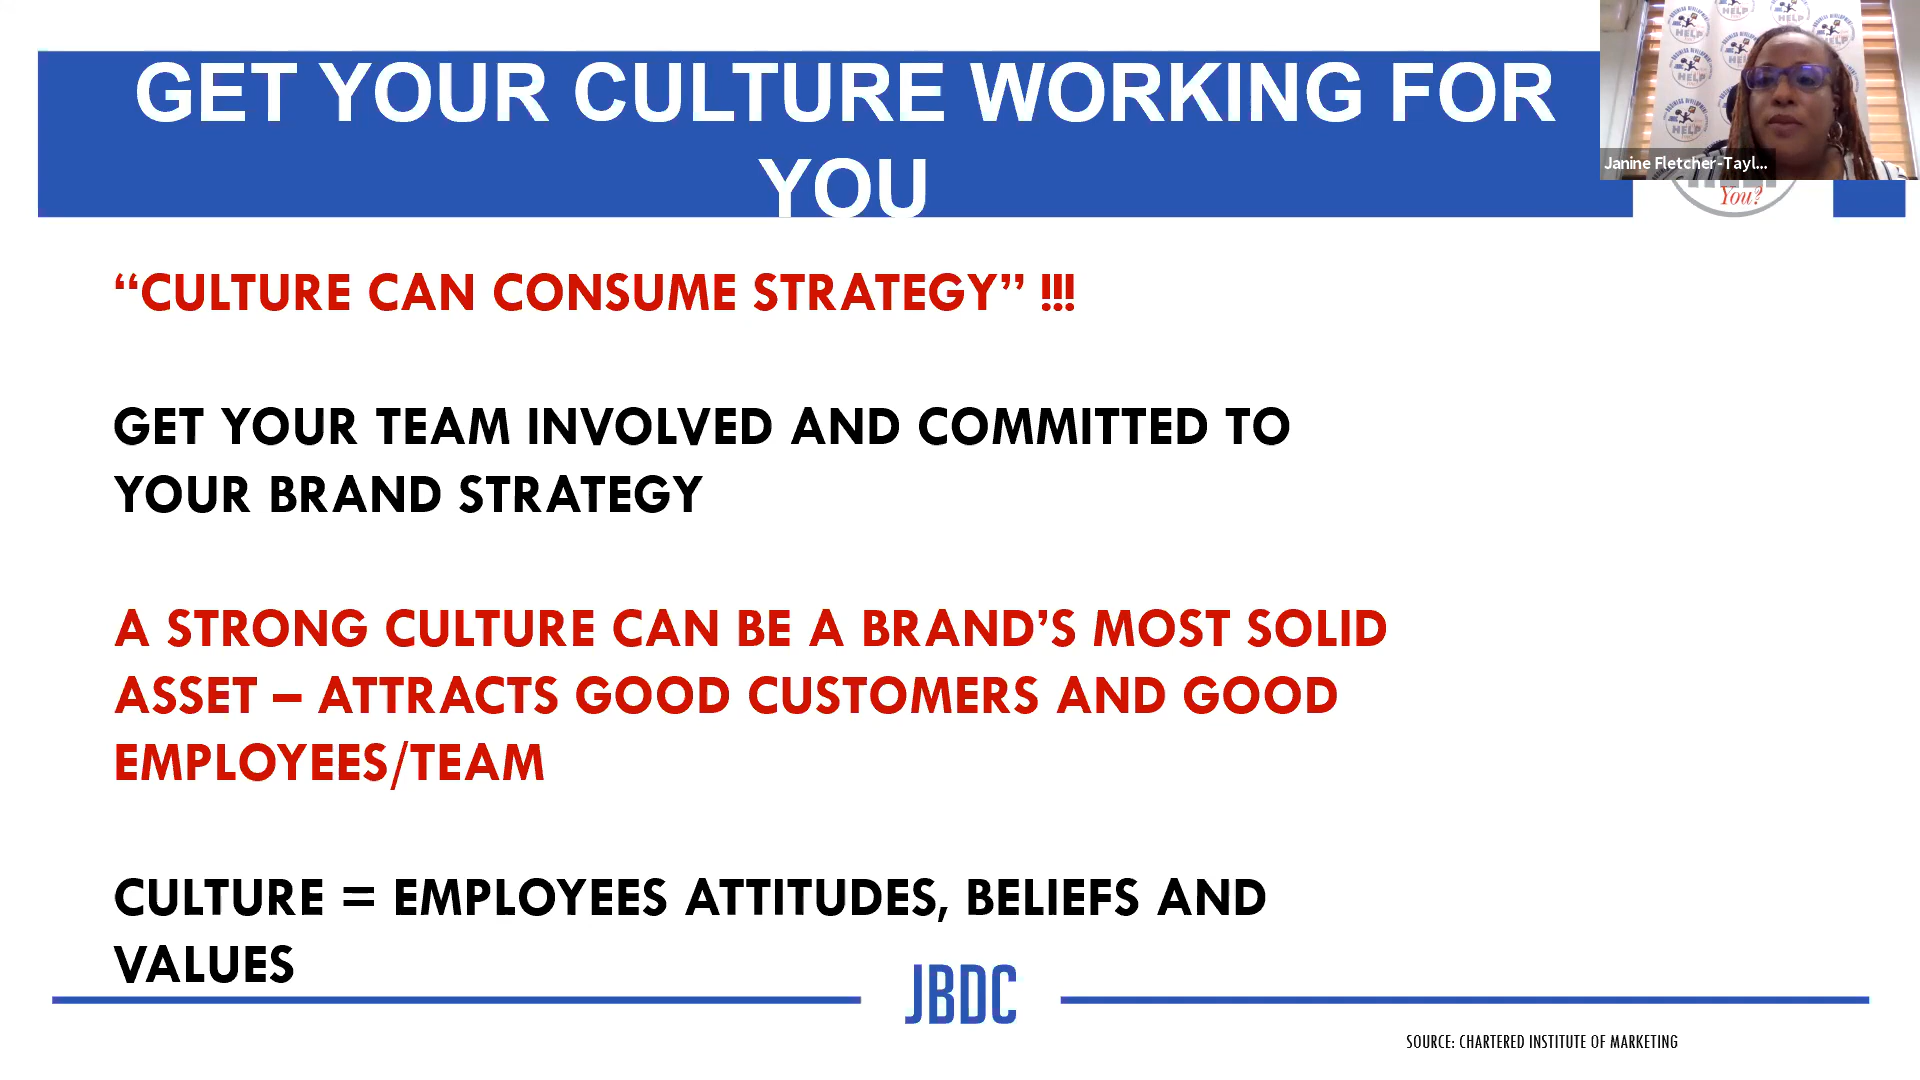 GET YOUR CULTURE WORKING FOR
YOU
Janine Fletcher-Tayl...
You?
“CULTURE CAN CONSUME STRATEGY” !!!
GET YOUR TEAM INVOLVED AND COMMITTED TO
YOUR BRAND STRATEGY
A STRONG CULTURE CAN BE A BRAND’S MOST SOLID
ASSET – ATTRACTS GOOD CUSTOMERS AND GOOD
EMPLOYEES/TEAM
CULTURE = EMPLOYEES ATTITUDES, BELIEFS AND
VALUES
JBDC
SOURCE: CHARTERED INSTITUTE OF MARKETING